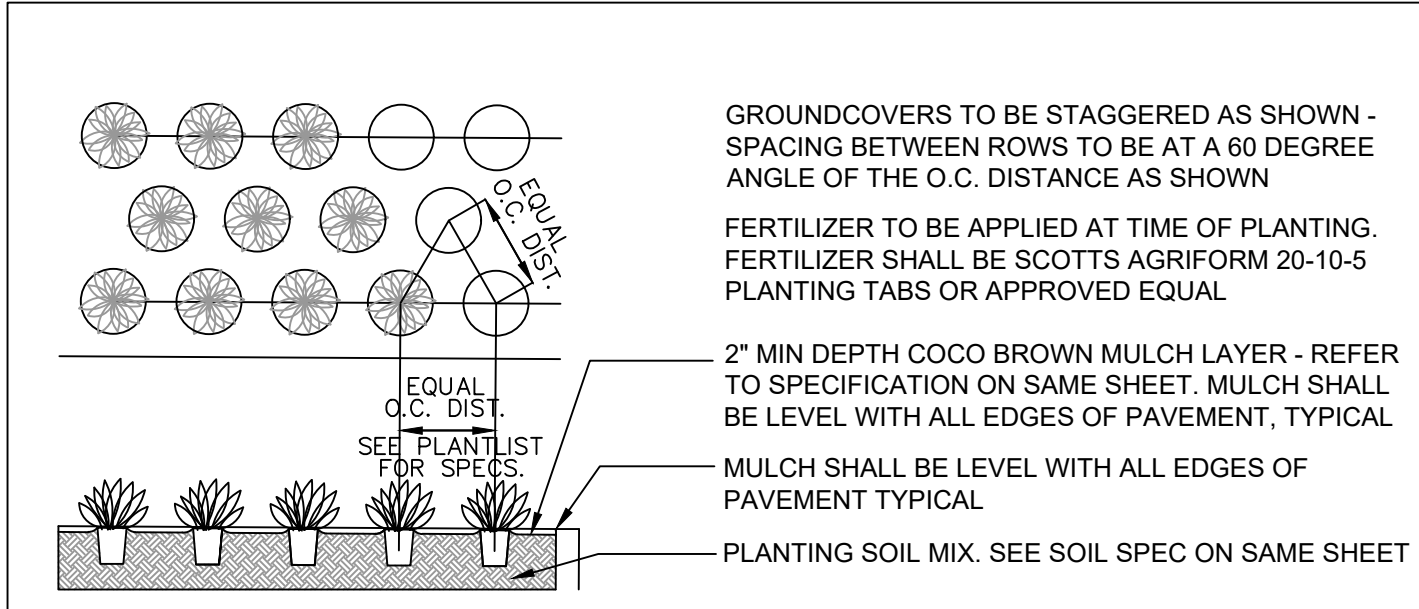 GROUNDCOVERS TO BE STAGGERED AS SHOWN -
SPACING BETWEEN ROWS TO BE AT A 60 DEGREE
ANGLE OF THE O.C. DISTANCE AS SHOWN
FERTILIZER TO BE APPLIED AT TIME OF PLANTING.
FERTILIZER SHALL BE SCOTTS AGRIFORM 20-10-5
PLANTING TABS OR APPROVED EQUAL
EQUAL
O.C. DIST.
2" MIN DEPTH COCO BROWN MULCH LAYER - REFER
TO SPECIFICATION ON SAME SHEET. MULCH SHALL
BE LEVEL WITH ALL EDGES OF PAVEMENT, TYPICAL
EQUAL
O.C. DIST.
SEE PLANTLIST
FOR SPECS.
MULCH SHALL BE LEVEL WITH ALL EDGES OF
PAVEMENT TYPICAL
PLANTING SOIL MIX. SEE SOIL SPEC ON SAME SHEET